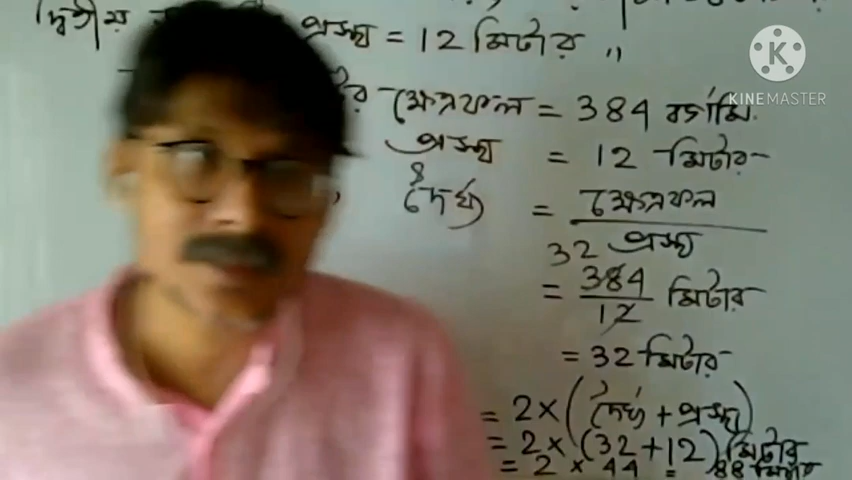 দ্বিতীয় প্রস্থ = 12 মিটার ,,
ক্ষেত্রফল = 384 বর্গমি.
প্রস্থ = 12 মিটার
KINEMASTER
∴ দৈর্ঘ্য = ক্ষেত্রফল
প্রস্থ
32
= 384 মিটার
12
= 32 মিটার
= 2 × (দৈর্ঘ্য + প্রস্থ)
= 2 × (32 + 12) মিটার
= 2 × 44 = 88 মিটার